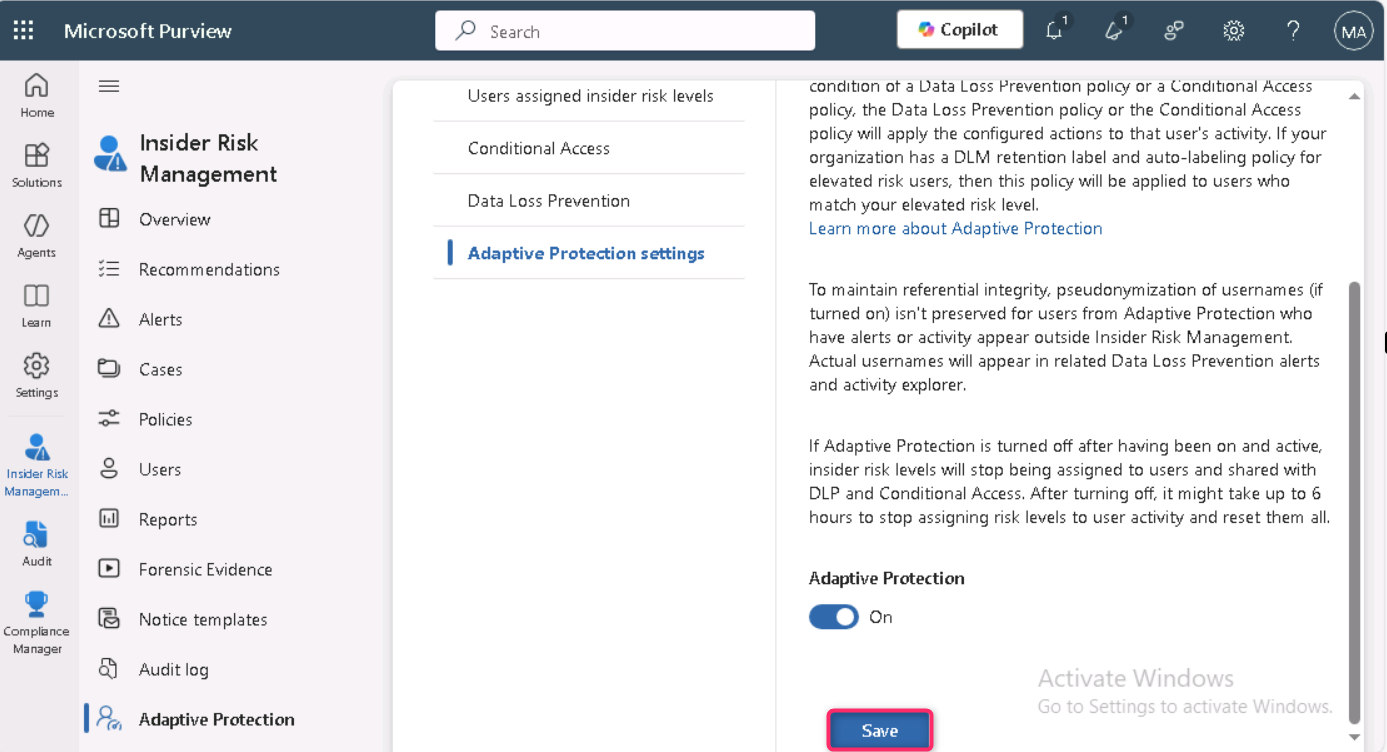 Microsoft Purview
Search
Copilot
1
1
?
MA
Home
Solutions
Agents
Learn
Settings
Insider Risk
Managem...
Audit
Compliance
Manager
Insider Risk
Management
Overview
Recommendations
Alerts
Cases
Policies
Users
Reports
Forensic Evidence
Notice templates
Audit log
Adaptive Protection
Users assigned insider risk levels
Conditional Access
Data Loss Prevention
Adaptive Protection settings
condition of a Data Loss Prevention policy or a Conditional Access
policy, the Data Loss Prevention policy or the Conditional Access
policy will apply the configured actions to that user's activity. If your
organization has a DLM retention label and auto-labeling policy for
elevated risk users, then this policy will be applied to users who
match your elevated risk level.
Learn more about Adaptive Protection
To maintain referential integrity, pseudonymization of usernames (if
turned on) isn't preserved for users from Adaptive Protection who
have alerts or activity appear outside Insider Risk Management.
Actual usernames will appear in related Data Loss Prevention alerts
and activity explorer.
If Adaptive Protection is turned off after having been on and active,
insider risk levels will stop being assigned to users and shared with
DLP and Conditional Access. After turning off, it might take up to 6
hours to stop assigning risk levels to user activity and reset them all.
Adaptive Protection
On
Save
Activate Windows
Go to Settings to activate Windows.